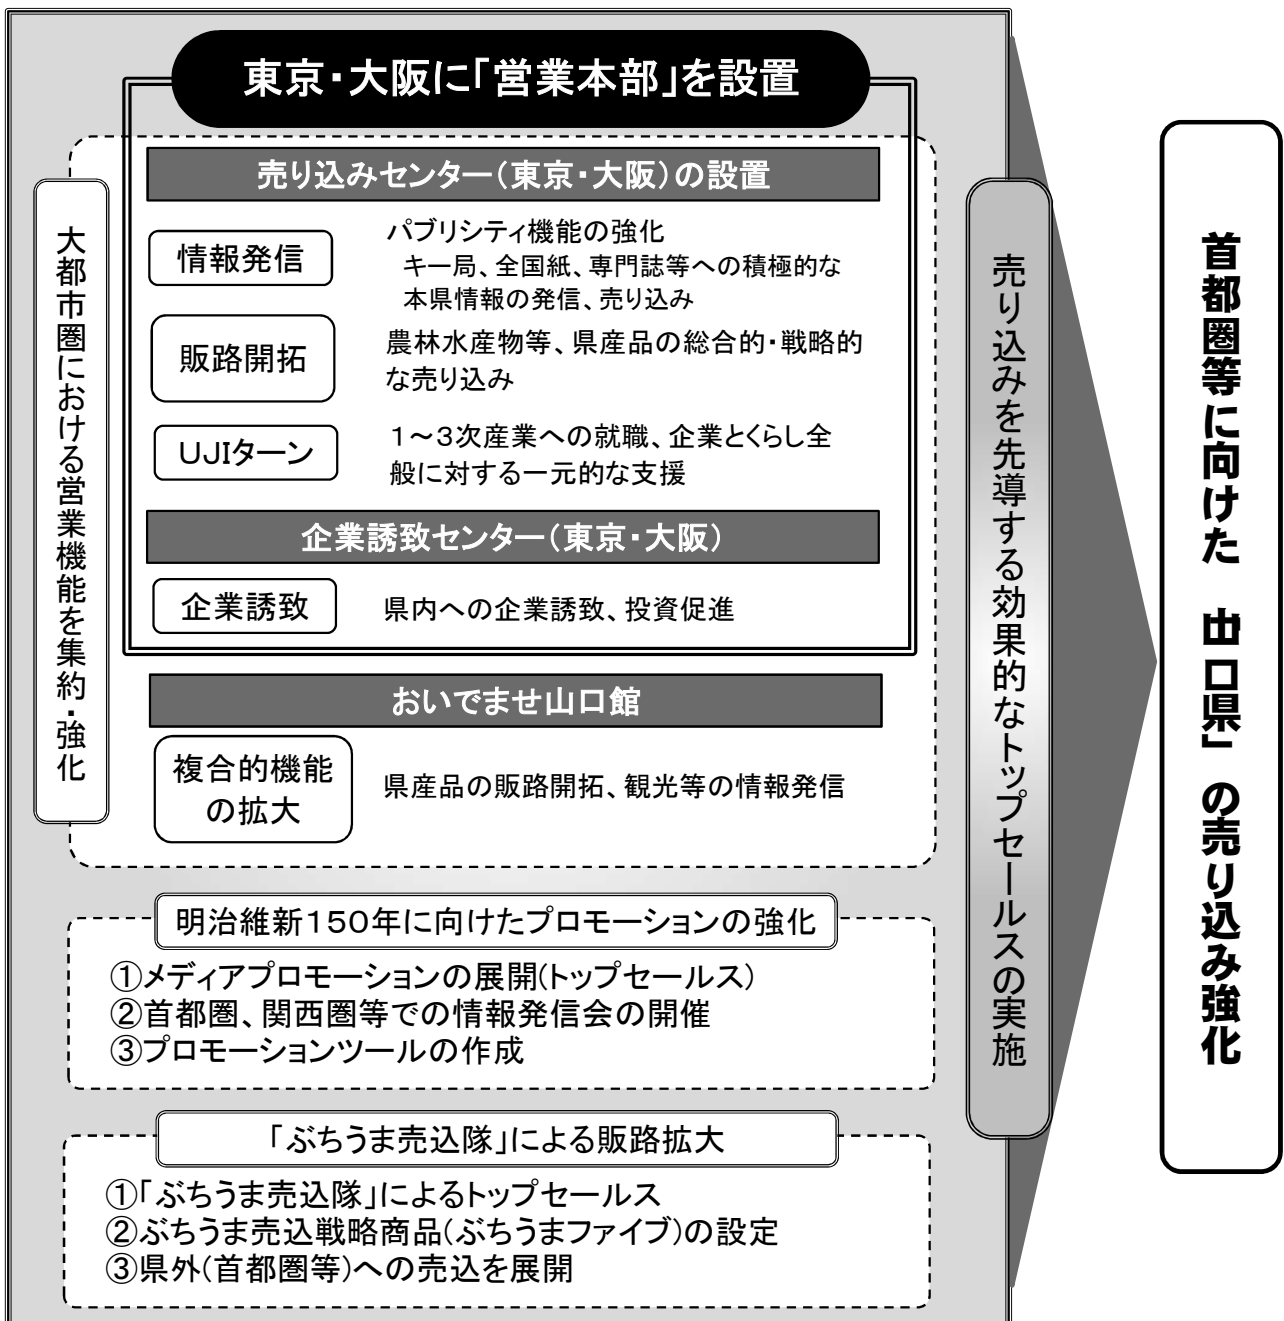 東京・大阪に「営業本部」を設置
大都市圏における営業機能を集約・強化
売り込みセンター（東京・大阪）の設置
情報発信
パブリシティ機能の強化
キー局、全国紙、専門誌等への積極的な
本県情報の発信、売り込み
販路開拓
農林水産物等、県産品の総合的・戦略的
な売り込み
UJIターン
１～３次産業への就職、企業とくらし全
般に対する一元的な支援
企業誘致センター（東京・大阪）
企業誘致
県内への企業誘致、投資促進
おいでませ山口館
複合的機能
の拡大
県産品の販路開拓、観光等の情報発信
明治維新１５０年に向けたプロモーションの強化
①メディアプロモーションの展開(トップセールス)
②首都圏、関西圏等での情報発信会の開催
③プロモーションツールの作成
「ぶちうま売込隊」による販路拡大
①「ぶちうま売込隊」によるトップセールス
②ぶちうま売込戦略商品(ぶちうまファイブ)の設定
③県外(首都圏等)への売込を展開
売り込みを先導する効果的なトップセールスの実施
首都圏等に向けた「山口県」の売り込み強化